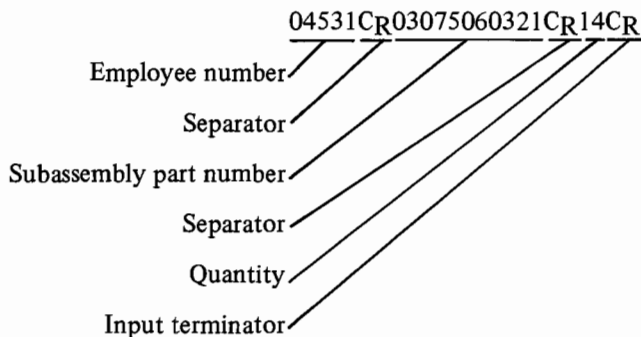 04531CR03075060321CR14CR
Employee number
Separator
Subassembly part number
Separator
Quantity
Input terminator